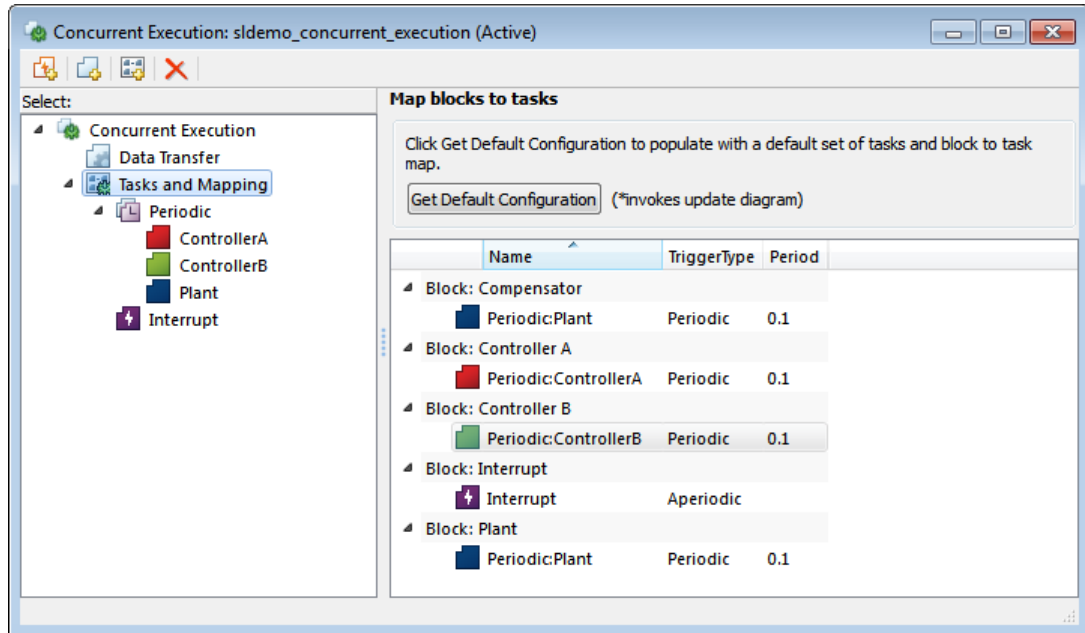 Concurrent Execution: sldemo_concurrent_execution (Active)
Select:
Concurrent Execution
Data Transfer
Tasks and Mapping
Periodic
ControllerA
ControllerB
Plant
Interrupt
Map blocks to tasks
Click Get Default Configuration to populate with a default set of tasks and block to task
map.
Get Default Configuration (*invokes update diagram)
Name TriggerType Period
Block: Compensator
Periodic:Plant Periodic 0.1
Block: Controller A
Periodic:ControllerA Periodic 0.1
Block: Controller B
Periodic:ControllerB Periodic 0.1
Block: Interrupt
Interrupt Aperiodic
Block: Plant
Periodic:Plant Periodic 0.1